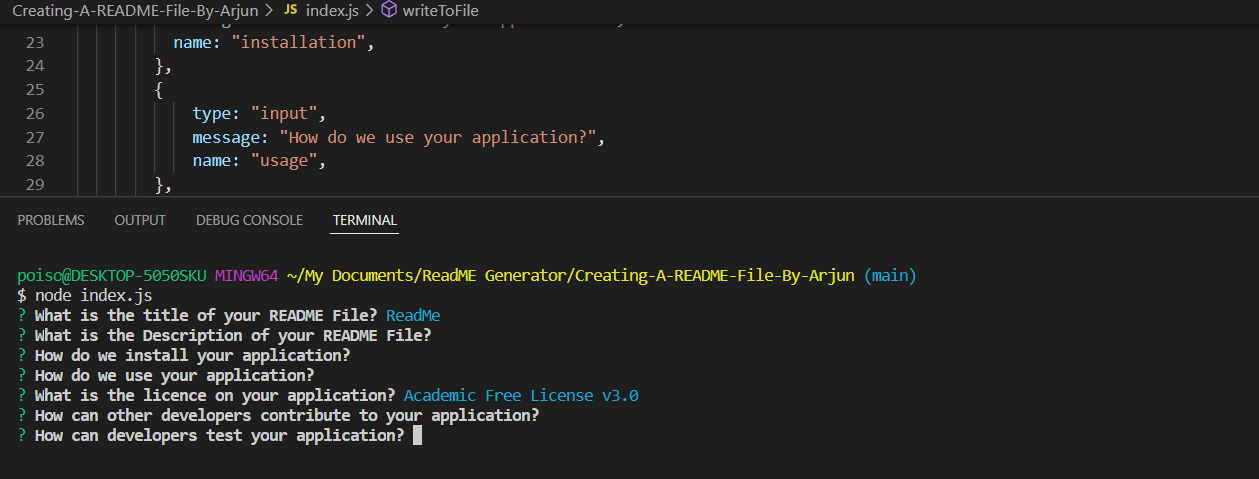 Creating-A-README-File-By-Arjun > JS index.js > writeToFile
23 name: "installation",
24 },
25 {
26 type: "input",
27 message: "How do we use your application?",
28 name: "usage",
29 },
PROBLEMS OUTPUT DEBUG CONSOLE TERMINAL
poiso@DESKTOP-5050SKU MINGW64 ~/My Documents/ReadME Generator/Creating-A-README-File-By-Arjun (main)
$ node index.js
? What is the title of your README File? ReadMe
? What is the Description of your README File?
? How do we install your application?
? How do we use your application?
? What is the licence on your application? Academic Free License v3.0
? How can other developers contribute to your application?
? How can developers test your application?